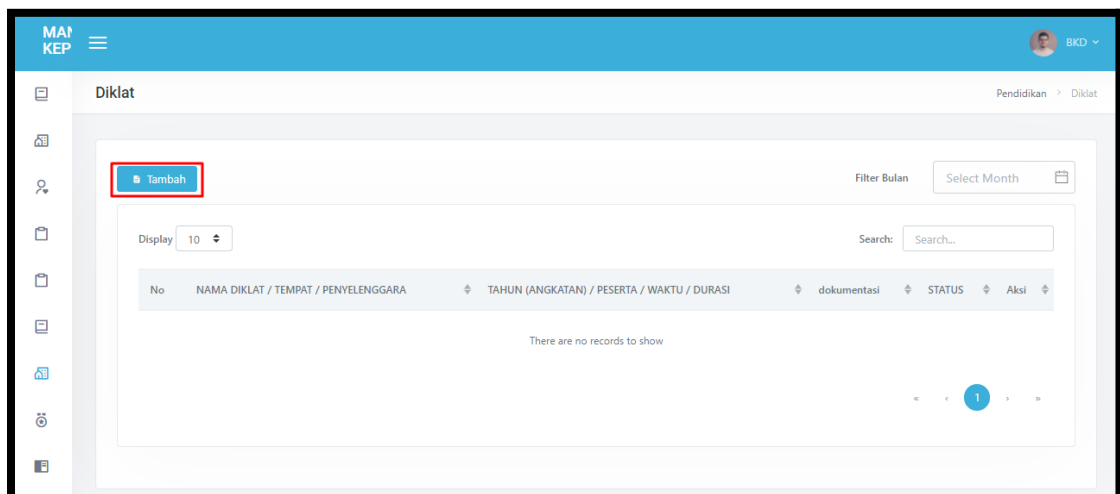 MAN
KEP
BKD
Diklat
Pendidikan > Diklat
Tambah
Filter Bulan
Select Month
Display 10
Search: Search...
No NAMA DIKLAT / TEMPAT / PENYELENGGARA TAHUN (ANGKATAN) / PESERTA / WAKTU / DURASI dokumentasi STATUS Aksi
There are no records to show
« ‹ 1 › »